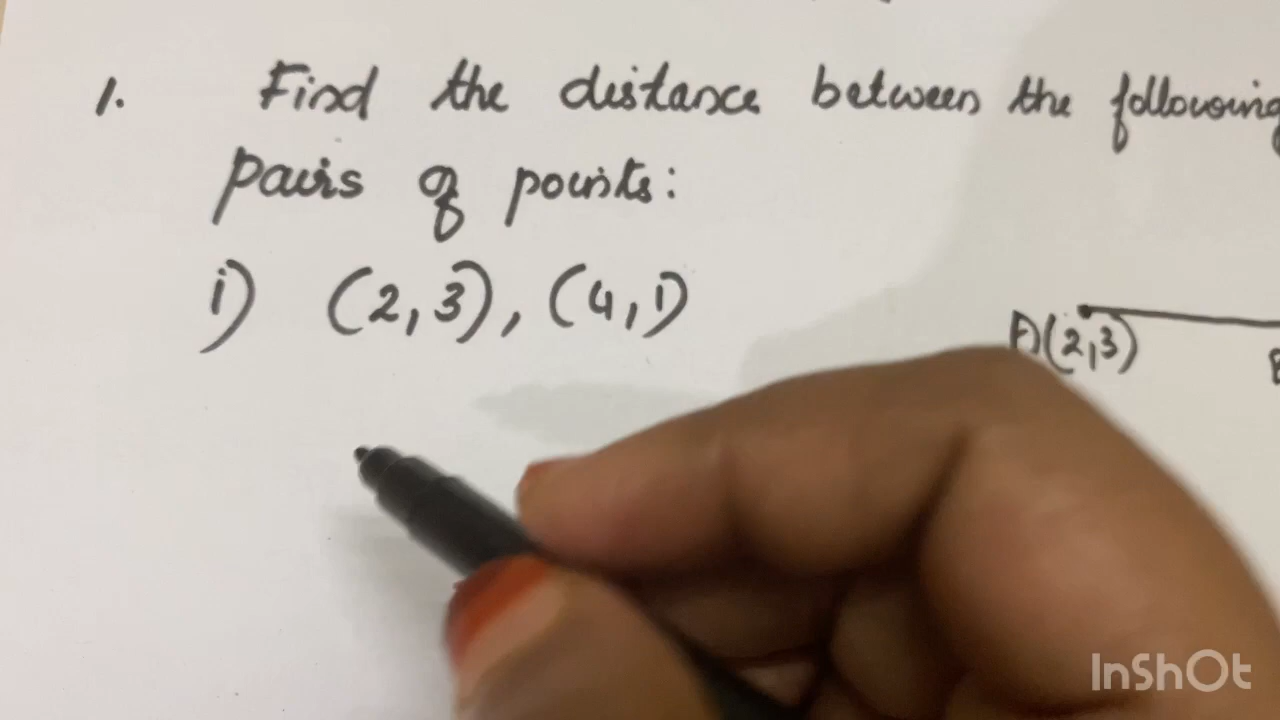 1. Find the distance between the following
pairs of points:
i) (2,3), (4,1)
A(2,3)
InShOt